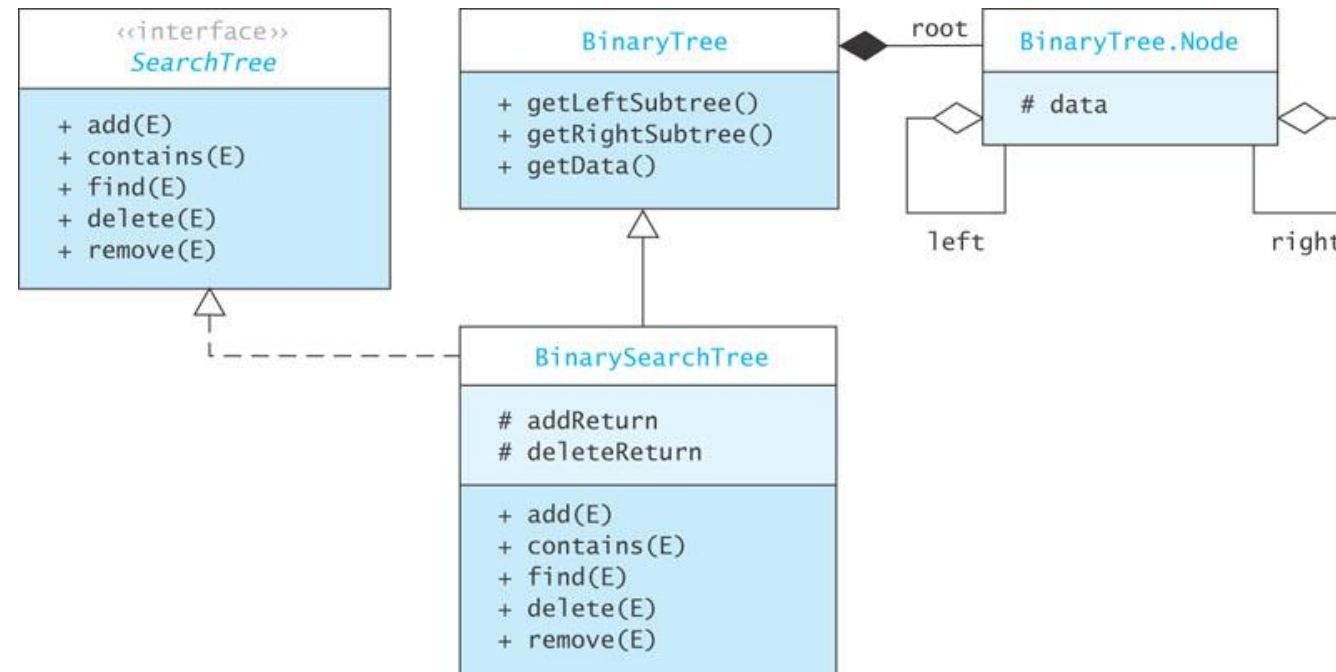 ‹‹interface››
SearchTree
+ add(E)
+ contains(E)
+ find(E)
+ delete(E)
+ remove(E)
BinaryTree
+ getLeftSubtree()
+ getRightSubtree()
+ getData()
root
BinaryTree.Node
# data
left
right
BinarySearchTree
# addReturn
# deleteReturn
+ add(E)
+ contains(E)
+ find(E)
+ delete(E)
+ remove(E)